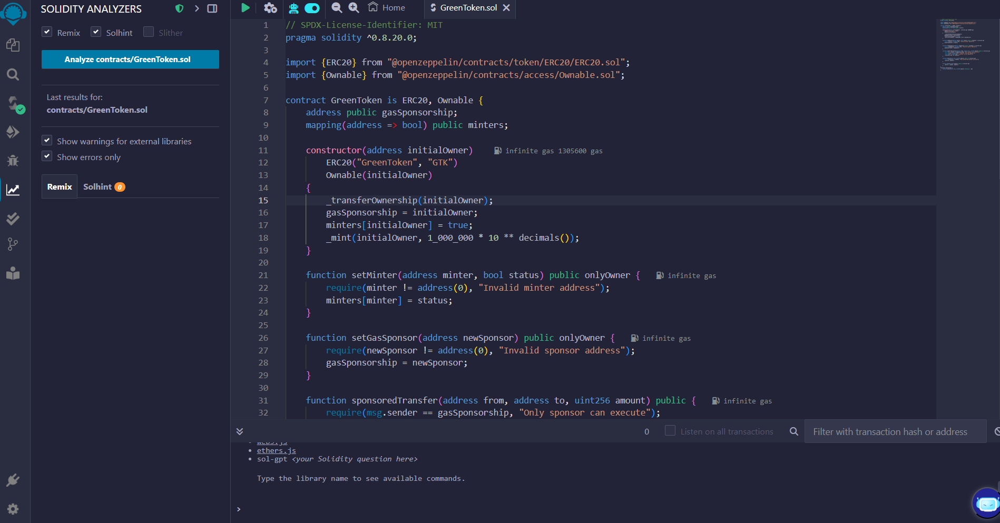 SOLIDITY ANALYZERS
Remix
Solhint
Slither
Analyze contracts/GreenToken.sol
Last results for:
contracts/GreenToken.sol
Show warnings for external libraries
Show errors only
Remix
Solhint 0
Home
GreenToken.sol
1 // SPDX-License-Identifier: MIT
2 pragma solidity ^0.8.20.0;
3
4 import {ERC20} from "@openzeppelin/contracts/token/ERC20/ERC20.sol";
5 import {Ownable} from "@openzeppelin/contracts/access/Ownable.sol";
6
7 contract GreenToken is ERC20, Ownable {
8 address public gasSponsorship;
9 mapping(address => bool) public minters;
10
11 constructor(address initialOwner) infinite gas 1305600 gas
12 ERC20("GreenToken", "GTK")
13 Ownable(initialOwner)
14 {
15 _transferOwnership(initialOwner);
16 gasSponsorship = initialOwner;
17 minters[initialOwner] = true;
18 _mint(initialOwner, 1_000_000 * 10 ** decimals());
19 }
20
21 function setMinter(address minter, bool status) public onlyOwner { infinite gas
22 require(minter != address(0), "Invalid minter address");
23 minters[minter] = status;
24 }
25
26 function setGasSponsor(address newSponsor) public onlyOwner { infinite gas
27 require(newSponsor != address(0), "Invalid sponsor address");
28 gasSponsorship = newSponsor;
29 }
30
31 function sponsoredTransfer(address from, address to, uint256 amount) public { infinite gas
32 require(msg.sender == gasSponsorship, "Only sponsor can execute");
0
Listen on all transactions
Filter with transaction hash or address
• web3.js
• ethers.js
• sol-gpt <your Solidity question here>
Type the library name to see available commands.
>